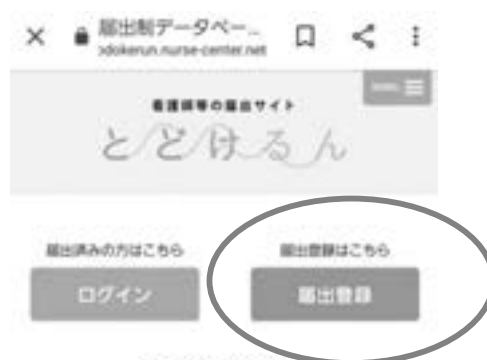 届出制データベー...
todokerun.nurse-center.net
看護師等の届出サイト
とどけるん
届出済みの方はこちら
届出登録はこちら
ログイン
届出登録